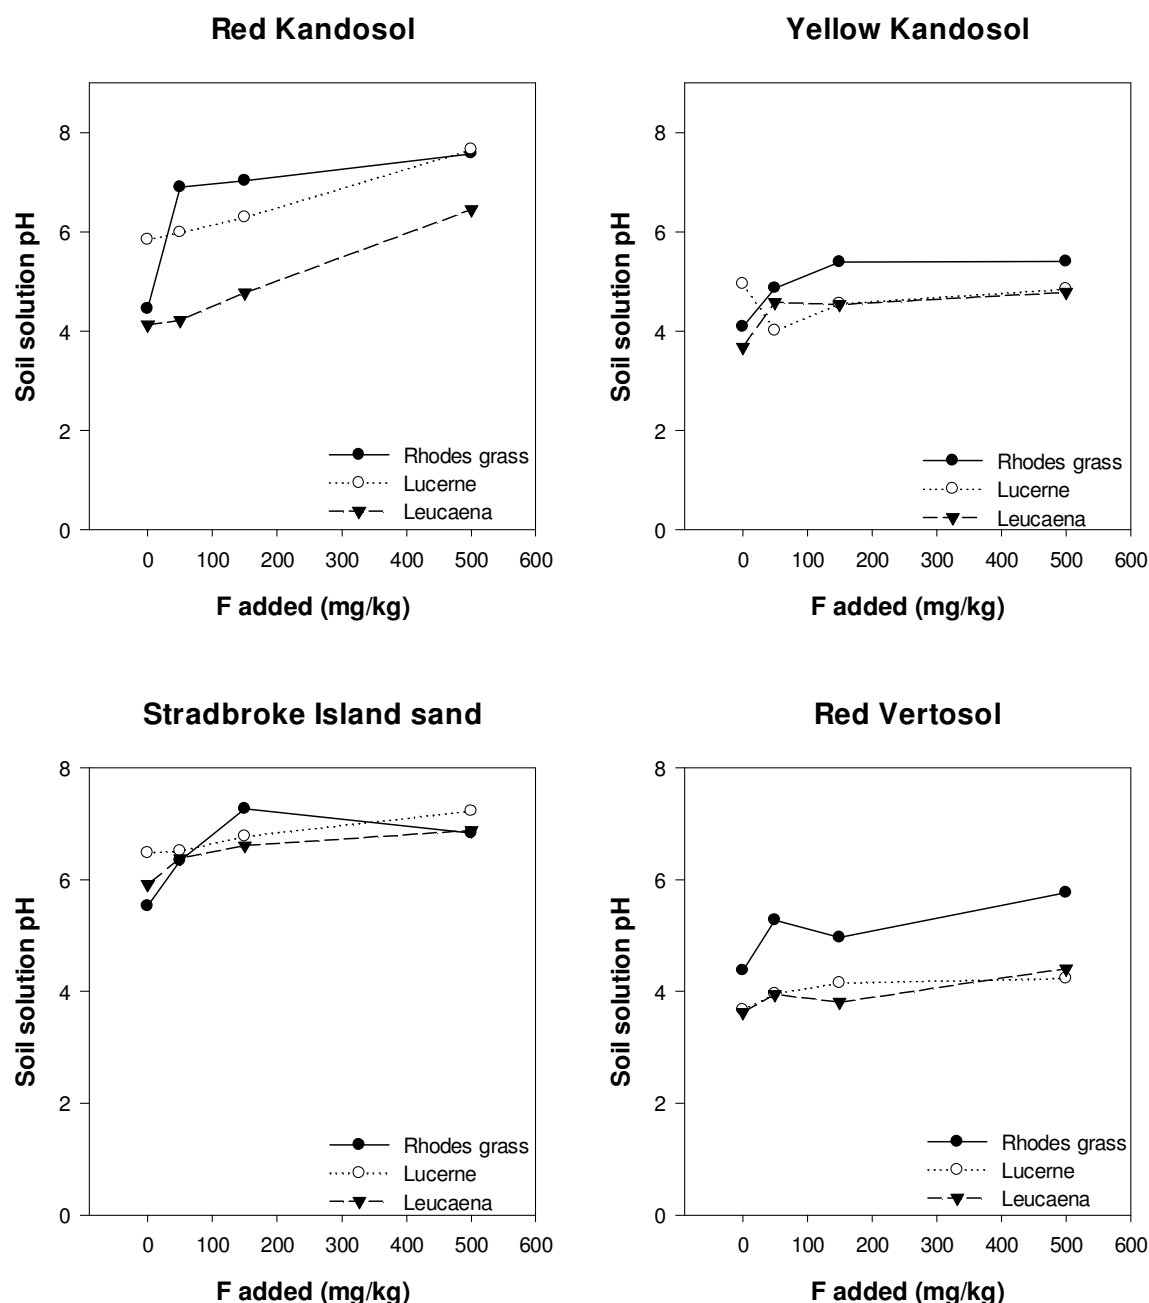 Red Kandosol
Soil solution pH
8
6
4
2
0
Rhodes grass
Lucerne
Leucaena
0 100 200 300 400 500 600
F added (mg/kg)
Yellow Kandosol
Soil solution pH
8
6
4
2
0
Rhodes grass
Lucerne
Leucaena
0 100 200 300 400 500 600
F added (mg/kg)
Stradbroke Island sand
Soil solution pH
8
6
4
2
0
Rhodes grass
Lucerne
Leucaena
0 100 200 300 400 500 600
F added (mg/kg)
Red Vertosol
Soil solution pH
8
6
4
2
0
Rhodes grass
Lucerne
Leucaena
0 100 200 300 400 500 600
F added (mg/kg)